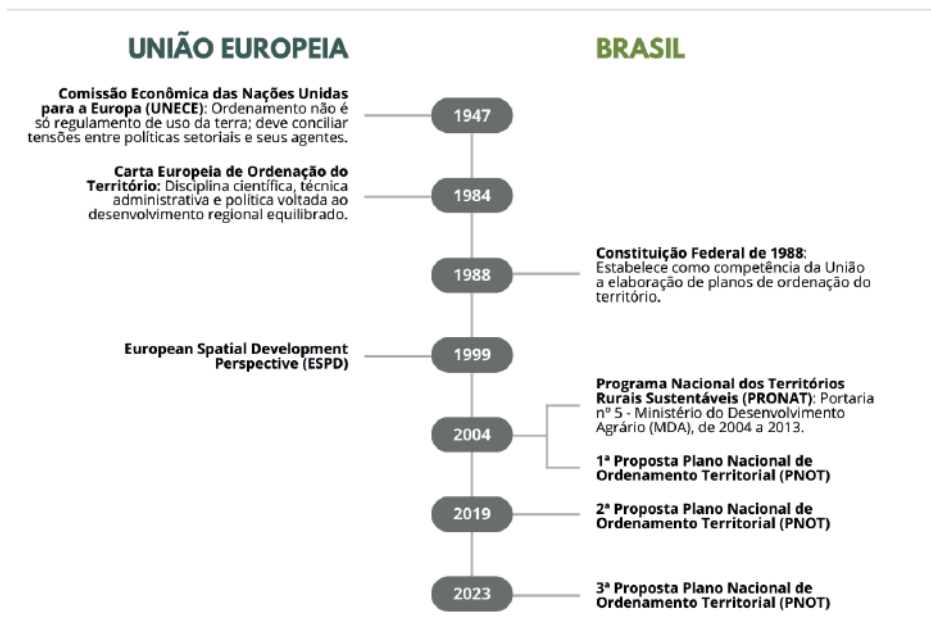 UNIÃO EUROPEIA
BRASIL
Comissão Econômica das Nações Unidas
para a Europa (UNECE): Ordenamento não é
só regulamento de uso da terra; deve conciliar
tensões entre políticas setoriais e seus agentes.
1947
Carta Europeia de Ordenação do
Território: Disciplina científica, técnica
administrativa e política voltada ao
desenvolvimento regional equilibrado.
1984
1988
Constituição Federal de 1988:
Estabelece como competência da União
a elaboração de planos de ordenação do
território.
European Spatial Development
Perspective (ESPD)
1999
2004
Programa Nacional dos Territórios
Rurais Sustentáveis (PRONAT): Portaria
nº 5 - Ministério do Desenvolvimento
Agrário (MDA), de 2004 a 2013.
1ª Proposta Plano Nacional de
Ordenamento Territorial (PNOT)
2019
2ª Proposta Plano Nacional de
Ordenamento Territorial (PNOT)
2023
3ª Proposta Plano Nacional de
Ordenamento Territorial (PNOT)